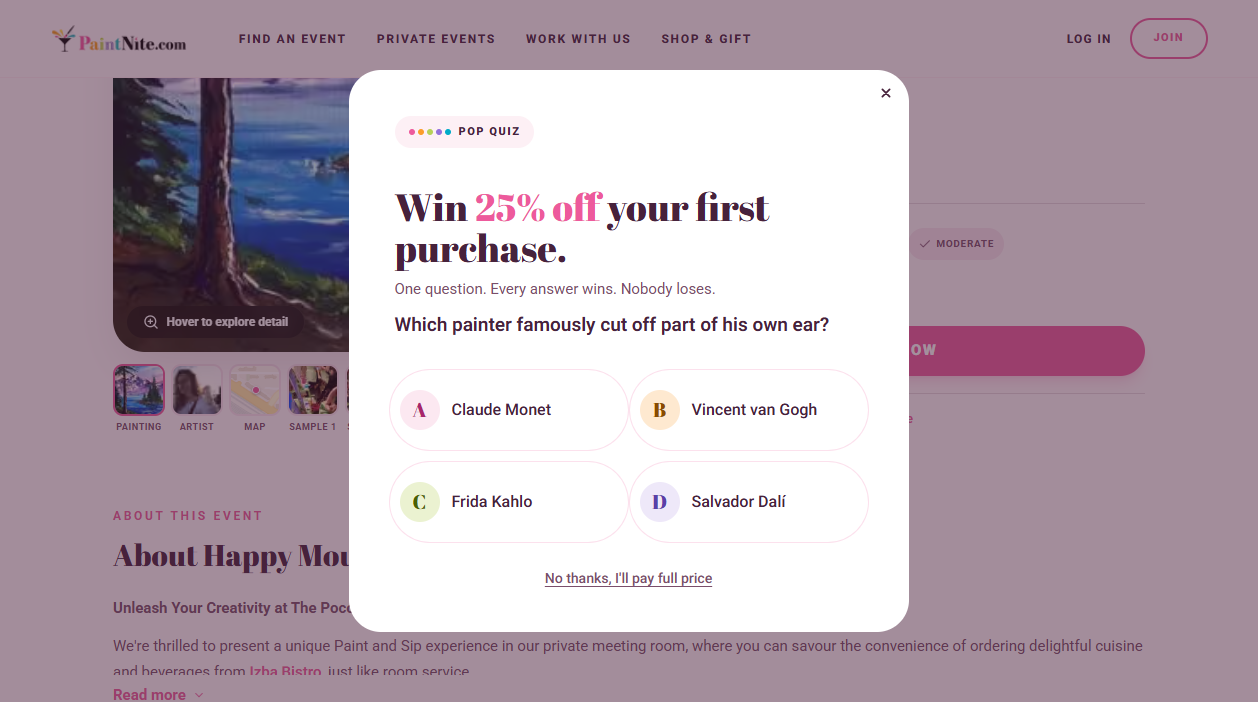 PaintNite.com
FIND AN EVENT
PRIVATE EVENTS
WORK WITH US
SHOP & GIFT
LOG IN
JOIN
POP QUIZ
Win 25% off your first
purchase.
One question. Every answer wins. Nobody loses.
Which painter famously cut off part of his own ear?
A Claude Monet
B Vincent van Gogh
C Frida Kahlo
D Salvador Dalí
No thanks, I'll pay full price
MODERATE
Hover to explore detail
PAINTING
ARTIST
MAP
SAMPLE 1
ABOUT THIS EVENT
About Happy
Unleash Your Creativity at The
We're thrilled to present a unique Paint and Sip experience in our private meeting room, where you can savour the convenience of ordering delightful cuisine
and beverages from Izba Bistro, just like room service.
Read more